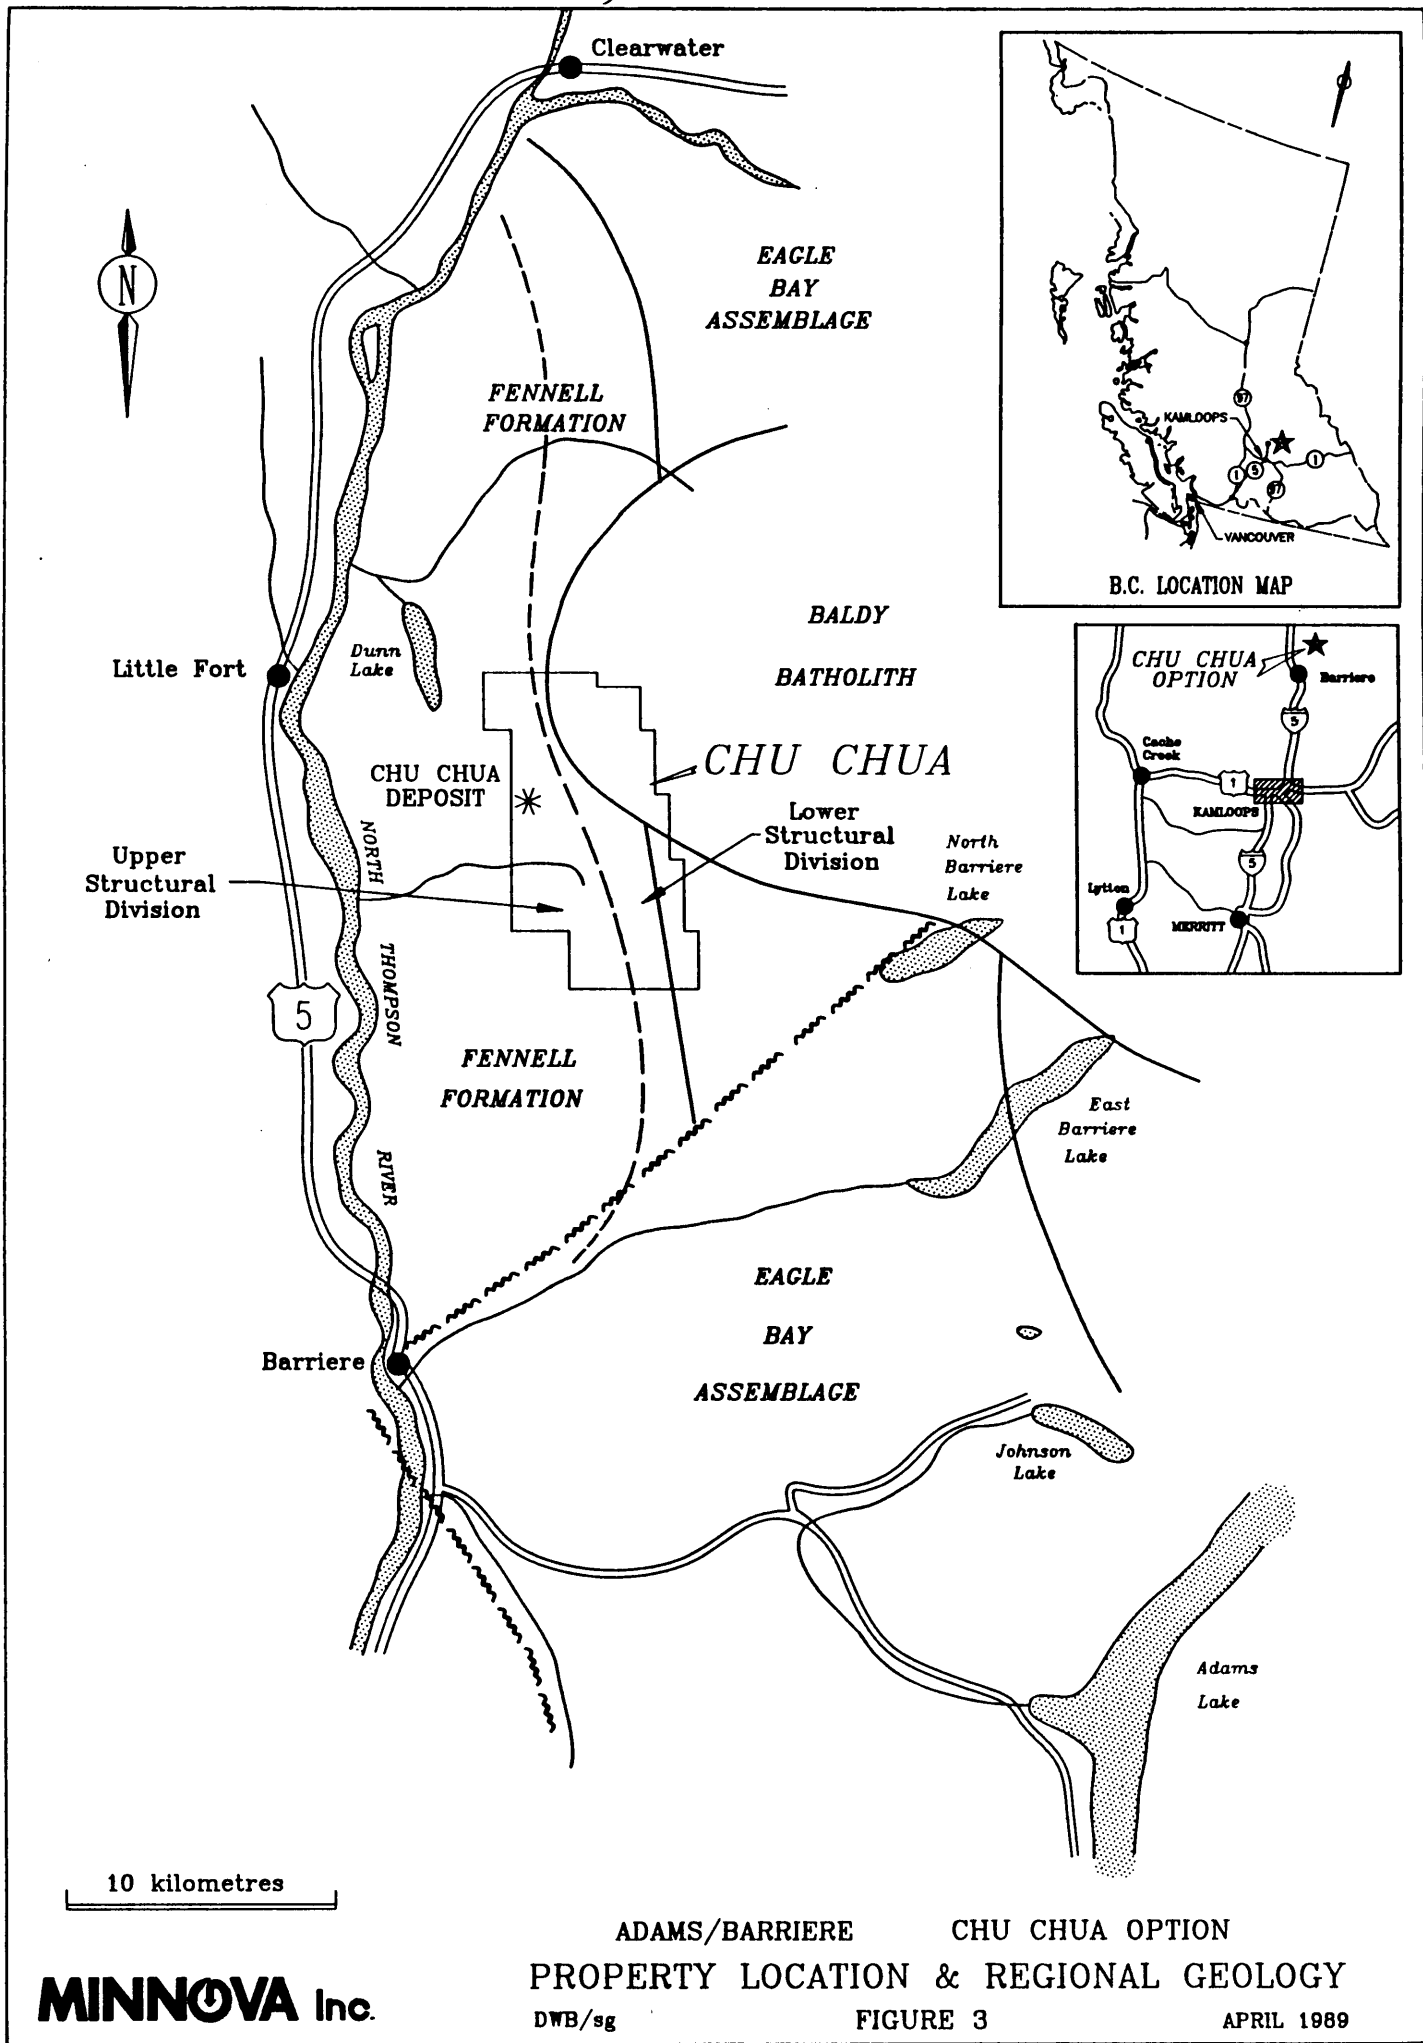 Clearwater
N
EAGLE
BAY
ASSEMBLAGE
FENNELL
FORMATION
BALDY
BATHOLITH
Dunn
Lake
Little Fort
CHU CHUA
CHU CHUA
DEPOSIT
Lower
Structural
Division
Upper
Structural
Division
North
Barriere
Lake
NORTH
THOMPSON
RIVER
5
FENNELL
FORMATION
East
Barriere
Lake
EAGLE
BAY
ASSEMBLAGE
Barriere
Johnson
Lake
Adams
Lake
97
KAMLOOPS
1
5
1
97
VANCOUVER
B.C. LOCATION MAP
CHU CHUA
OPTION
Barriere
5
Cache
Creek
1
KAMLOOPS
5
Lytton
1
MERRITT
10 kilometres
ADAMS/BARRIERE CHU CHUA OPTION
PROPERTY LOCATION & REGIONAL GEOLOGY
MINNOVA Inc.
DWB/sg FIGURE 3 APRIL 1989